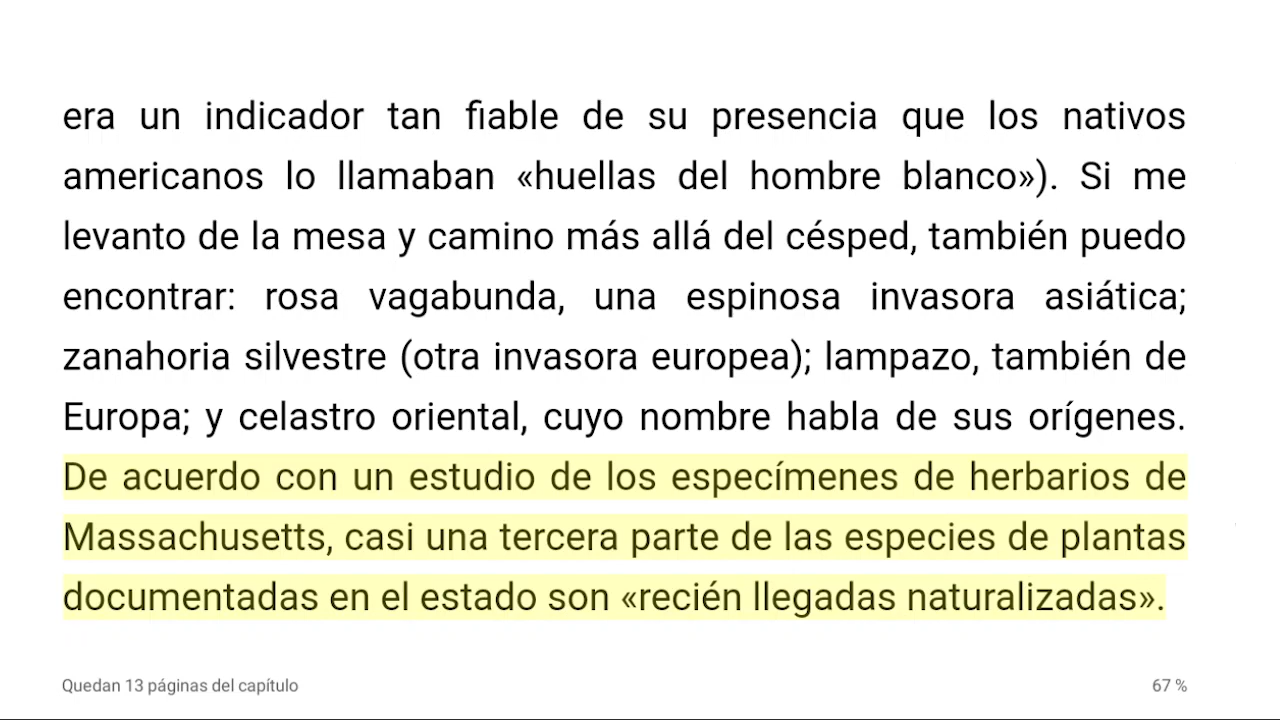 era un indicador tan fiable de su presencia que los nativos
americanos lo llamaban «huellas del hombre blanco»). Si me
levanto de la mesa y camino más allá del césped, también puedo
encontrar: rosa vagabunda, una espinosa invasora asiática;
zanahoria silvestre (otra invasora europea); lampazo, también de
Europa; y celastro oriental, cuyo nombre habla de sus orígenes.
De acuerdo con un estudio de los especímenes de herbarios de
Massachusetts, casi una tercera parte de las especies de plantas
documentadas en el estado son «recién llegadas naturalizadas».
Quedan 13 páginas del capítulo
67 %